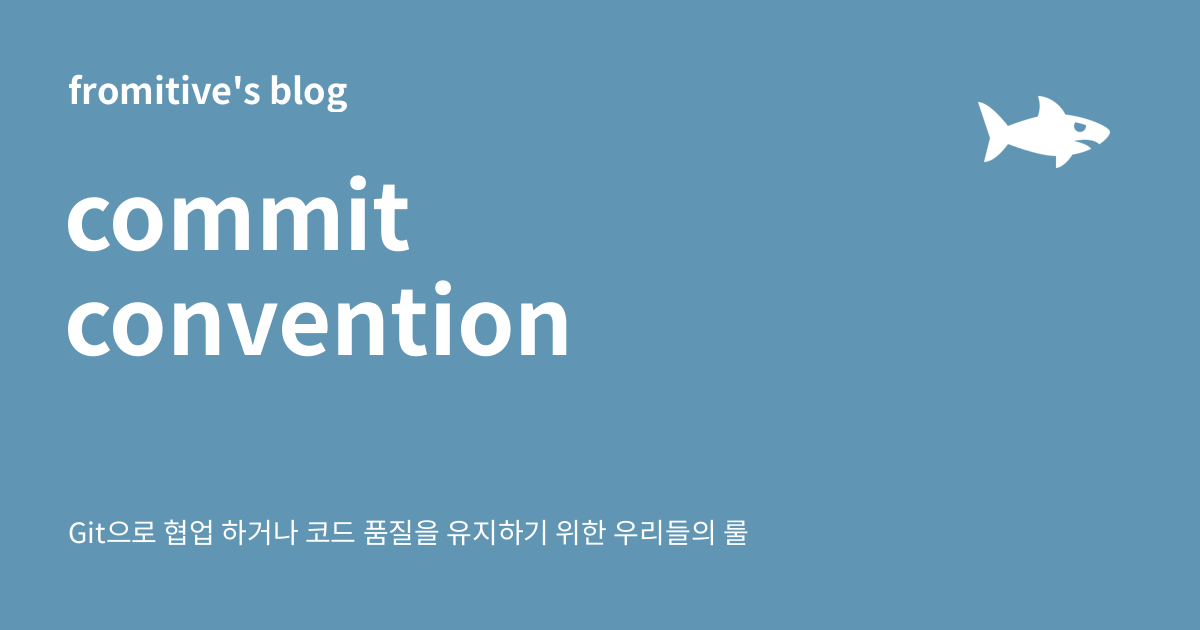 fromitive's blog
commit
convention
Git으로 협업 하거나 코드 품질을 유지하기 위한 우리들의 룰